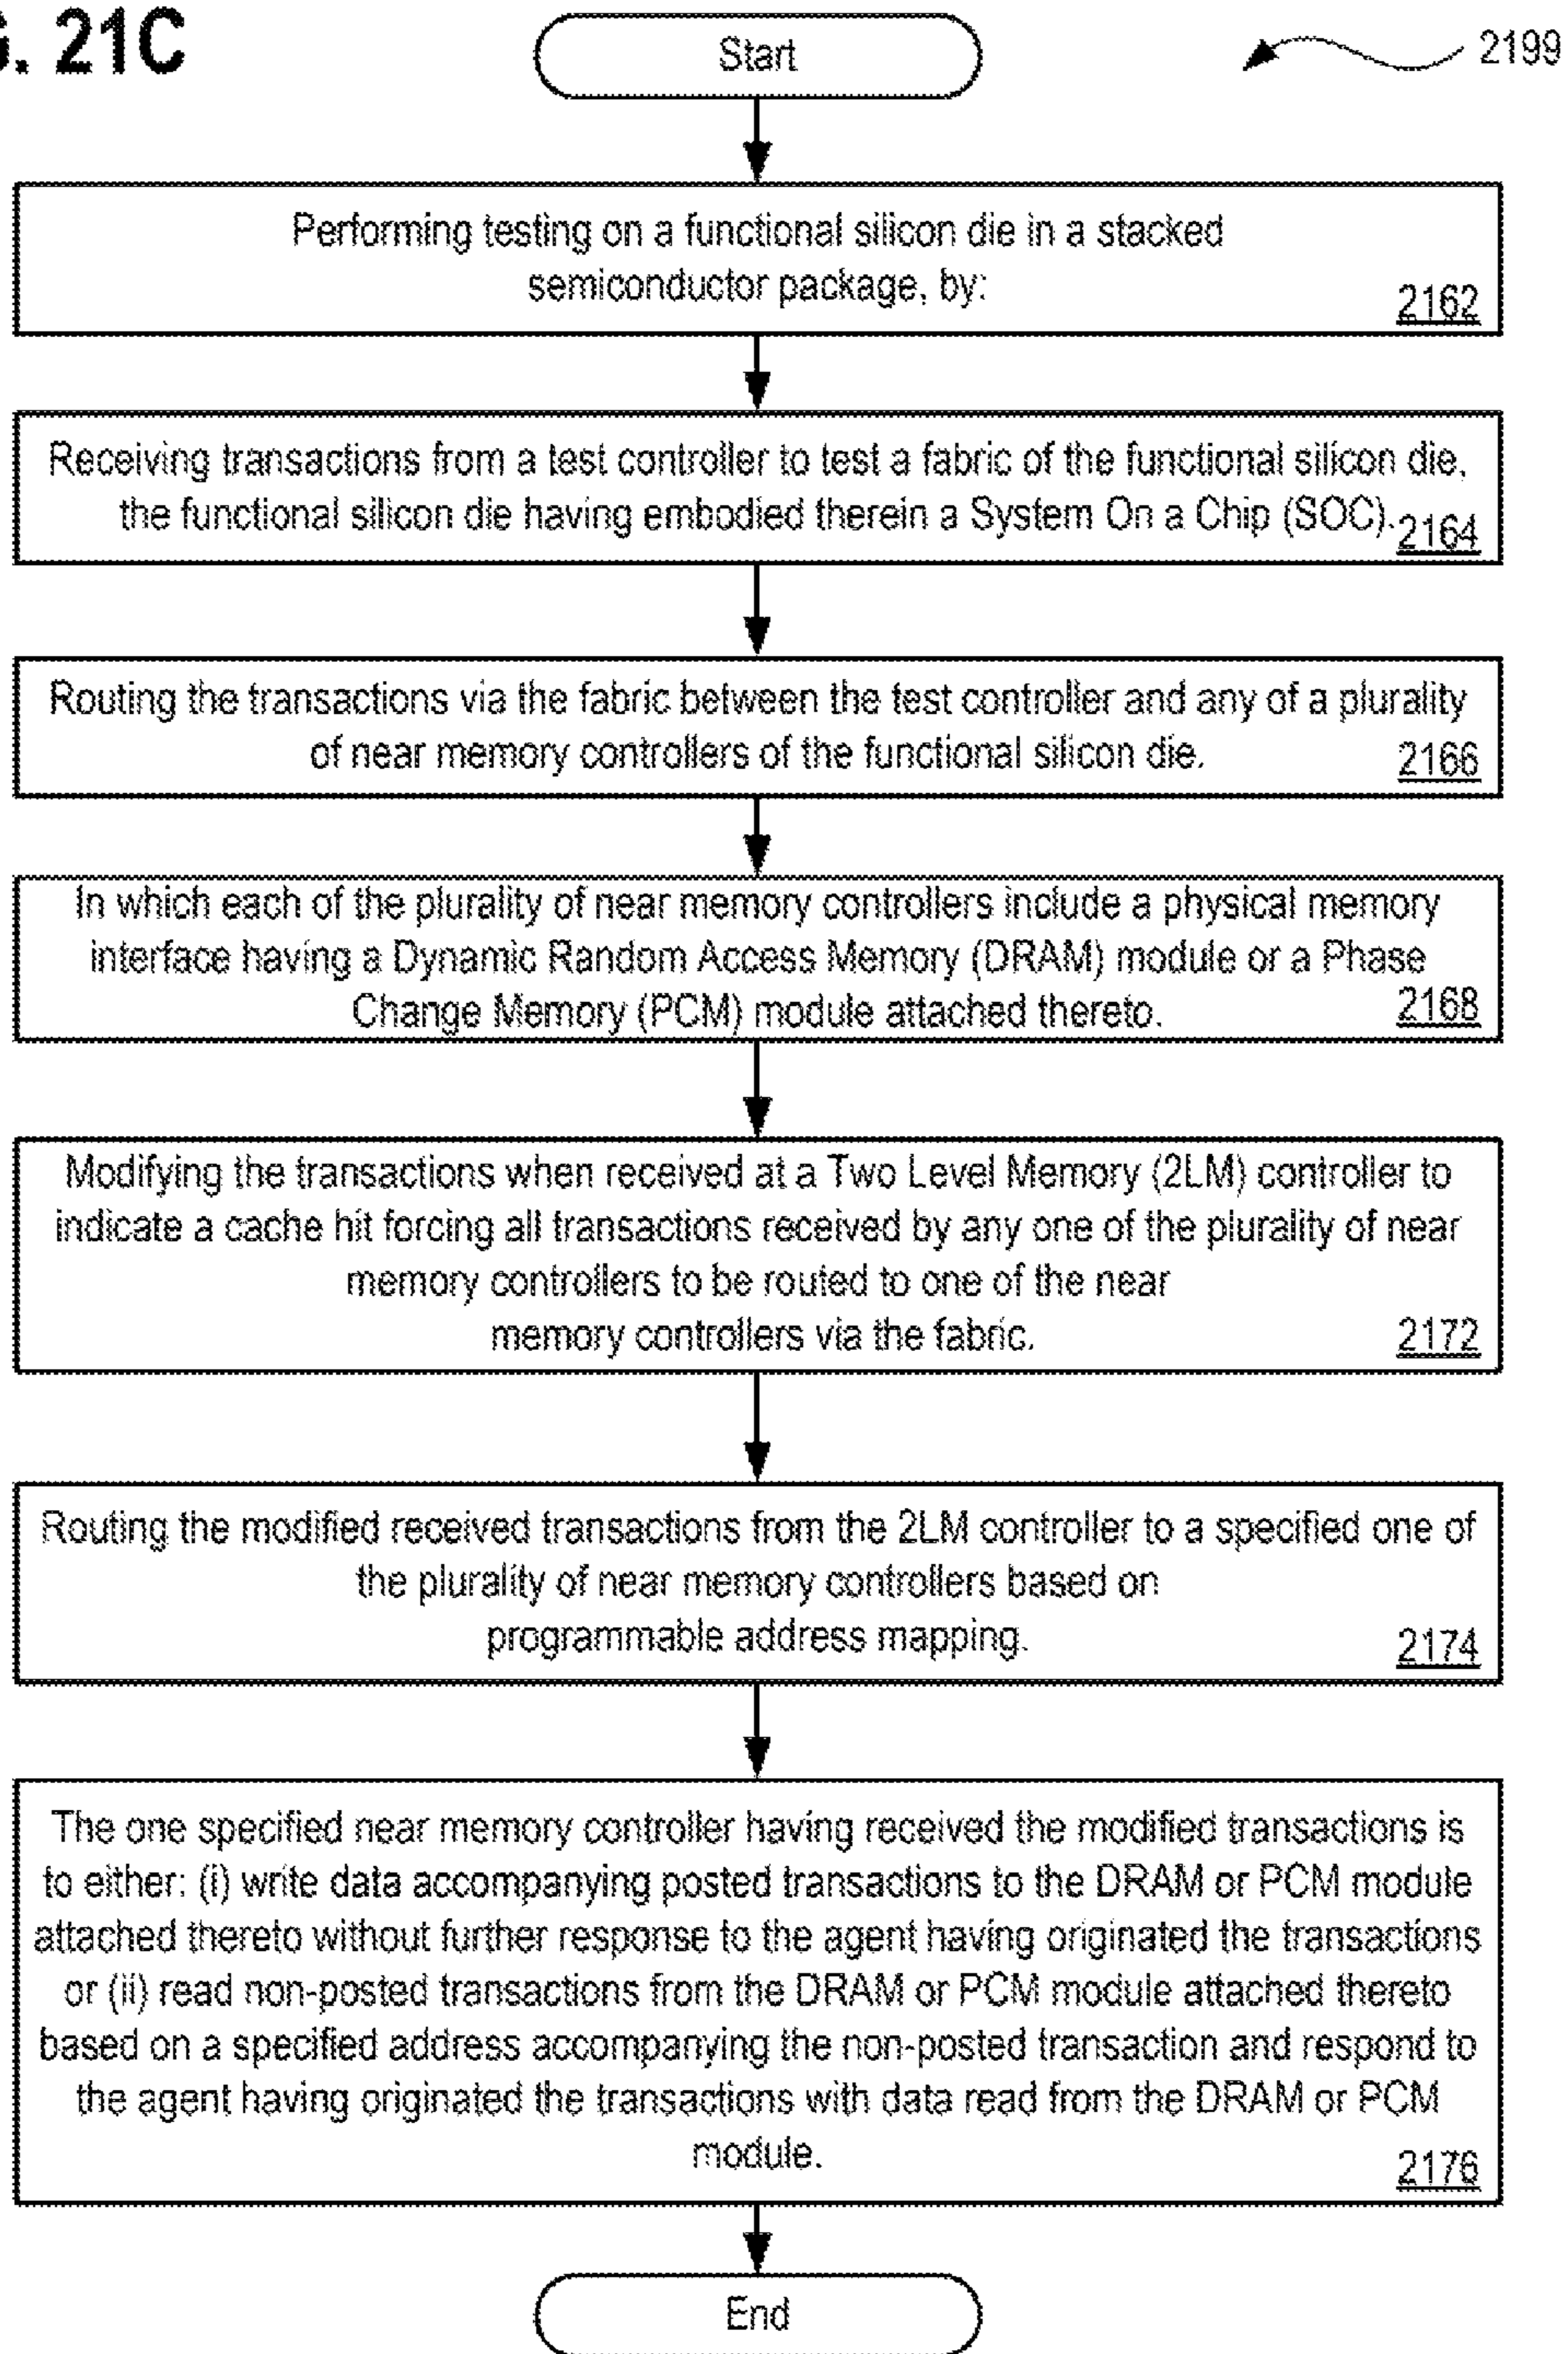 G. 21C
Start
2199
Performing testing on a functional silicon die in a stacked
semiconductor package, by:
2162
Receiving transactions from a test controller to test a fabric of the functional silicon die,
the functional silicon die having embodied therein a System On a Chip (SOC).
2164
Routing the transactions via the fabric between the test controller and any of a plurality
of near memory controllers of the functional silicon die.
2166
In which each of the plurality of near memory controllers include a physical memory
interface having a Dynamic Random Access Memory (DRAM) module or a Phase
Change Memory (PCM) module attached thereto.
2168
Modifying the transactions when received at a Two Level Memory (2LM) controller to
indicate a cache hit forcing all transactions received by any one of the plurality of near
memory controllers to be routed to one of the near
memory controllers via the fabric.
2172
Routing the modified received transactions from the 2LM controller to a specified one of
the plurality of near memory controllers based on
programmable address mapping.
2174
The one specified near memory controller having received the modified transactions is
to either: (i) write data accompanying posted transactions to the DRAM or PCM module
attached thereto without further response to the agent having originated the transactions
or (ii) read non-posted transactions from the DRAM or PCM module attached thereto
based on a specified address accompanying the non-posted transaction and respond to
the agent having originated the transactions with data read from the DRAM or PCM
module.
2176
End